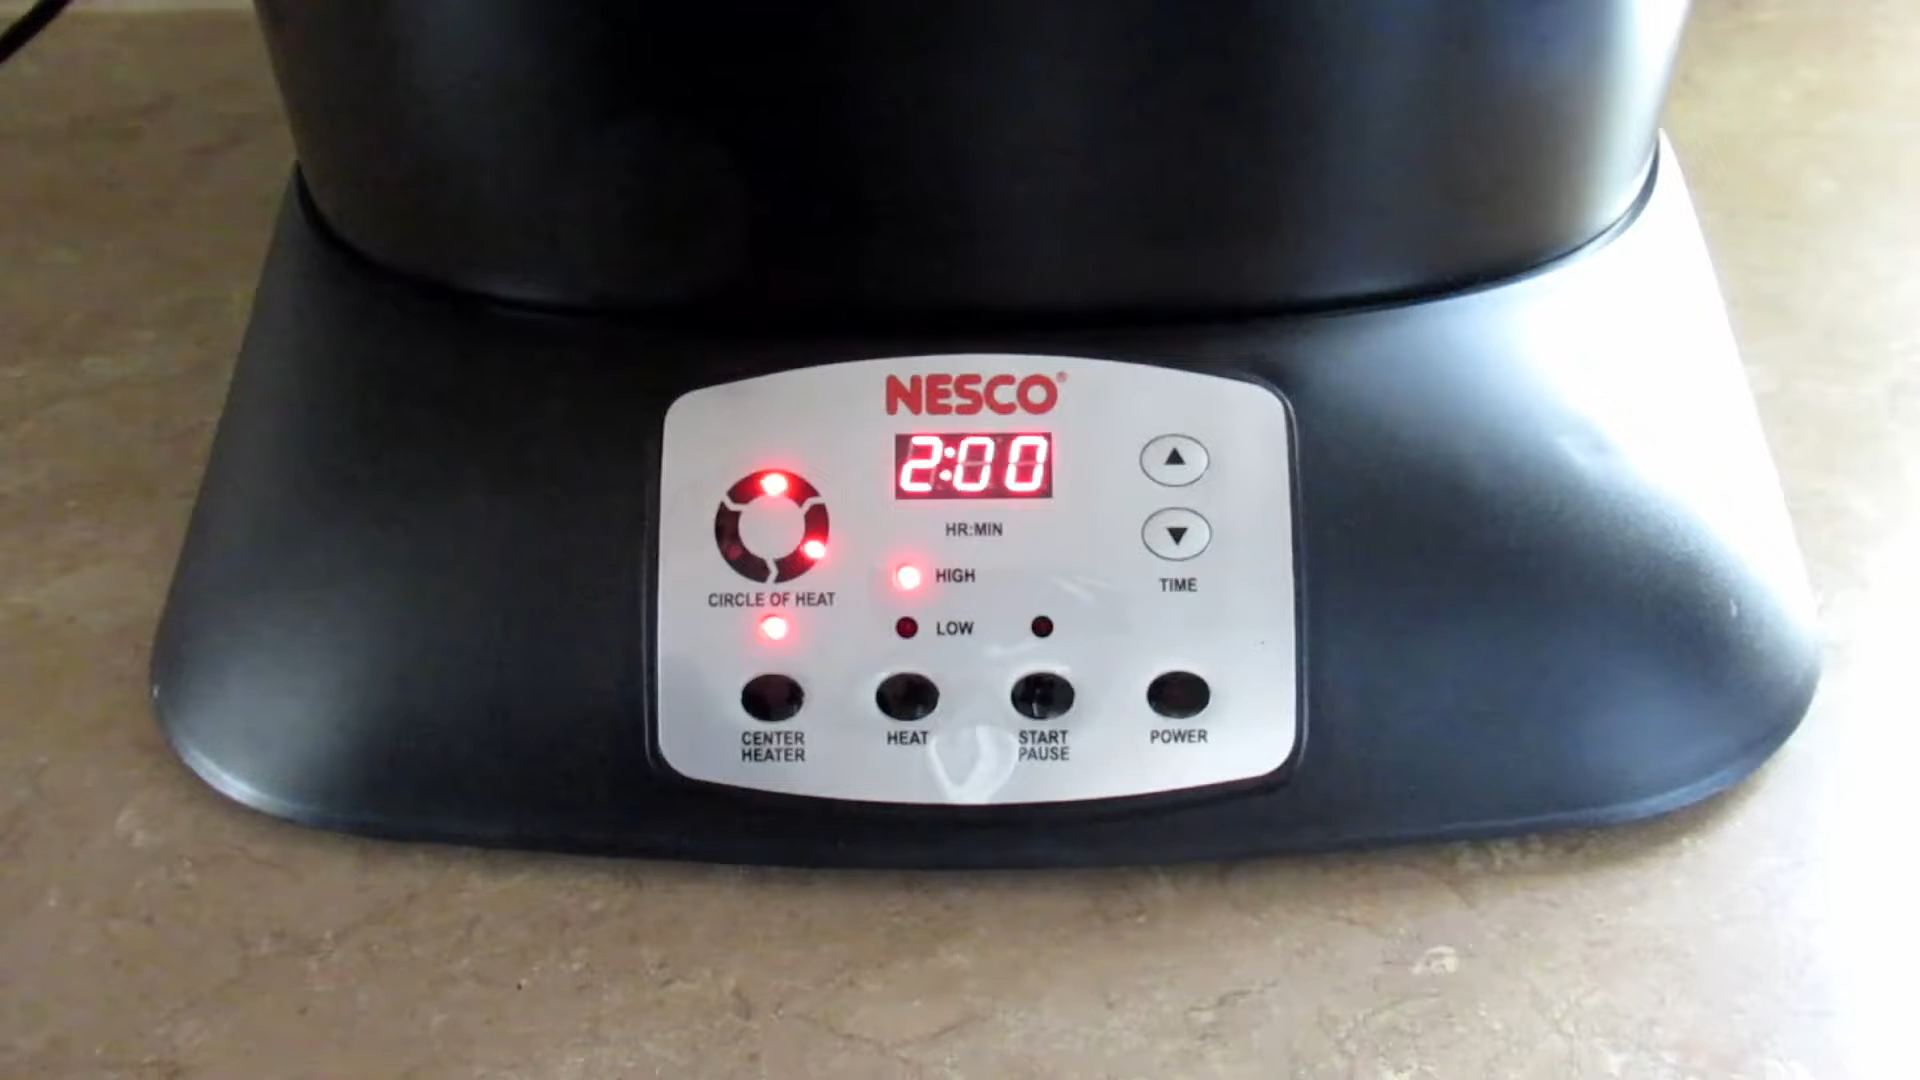 NESCO®
2:00
HR:MIN
HIGH
TIME
CIRCLE OF HEAT
LOW
CENTER
HEATER
HEAT
START
PAUSE
POWER